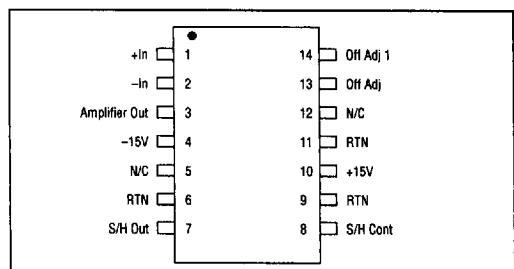 +In 1 14 Off Adj 1
−In 2 13 Off Adj
Amplifier Out 3 12 N/C
−15V 4 11 RTN
N/C 5 10 +15V
RTN 6 9 RTN
S/H Out 7 8 S/H Cont